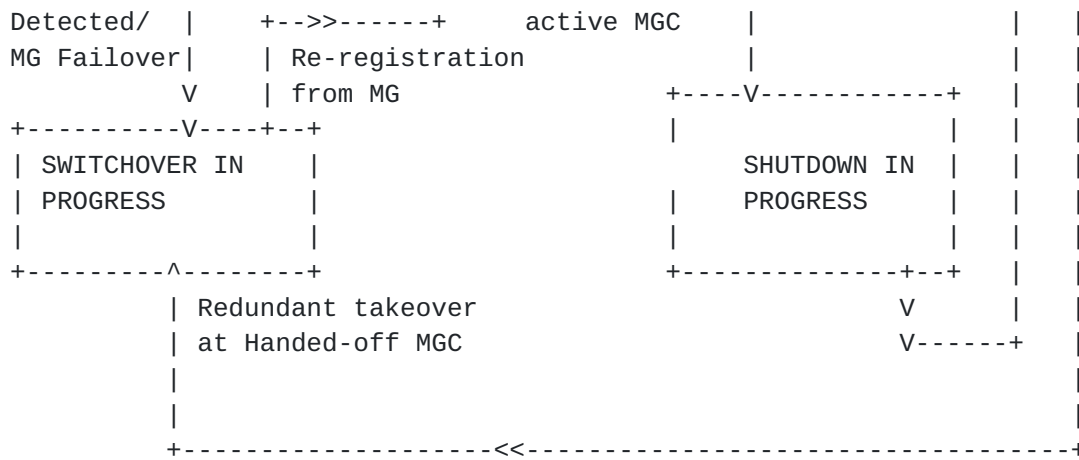 Detected/  |    +-->>------+     active MGC    |                |   |
MG Failover|    | Re-registration              |                |   |
           V    | from MG                 +----V------------+   |   |
+----------V----+--+                      |                 |   |   |
| SWITCHOVER IN    |                           SHUTDOWN IN  |   |   |
| PROGRESS         |                      |    PROGRESS     |   |   |
|                  |                      |                 |   |   |
+---------^--------+                      +--------------+--+   |   |
          | Redundant takeover                           V      |   |
          | at Handed-off MGC                            V------+   |
          |                                                         |
          |                                                         |
          +--------------------<<-----------------------------------+